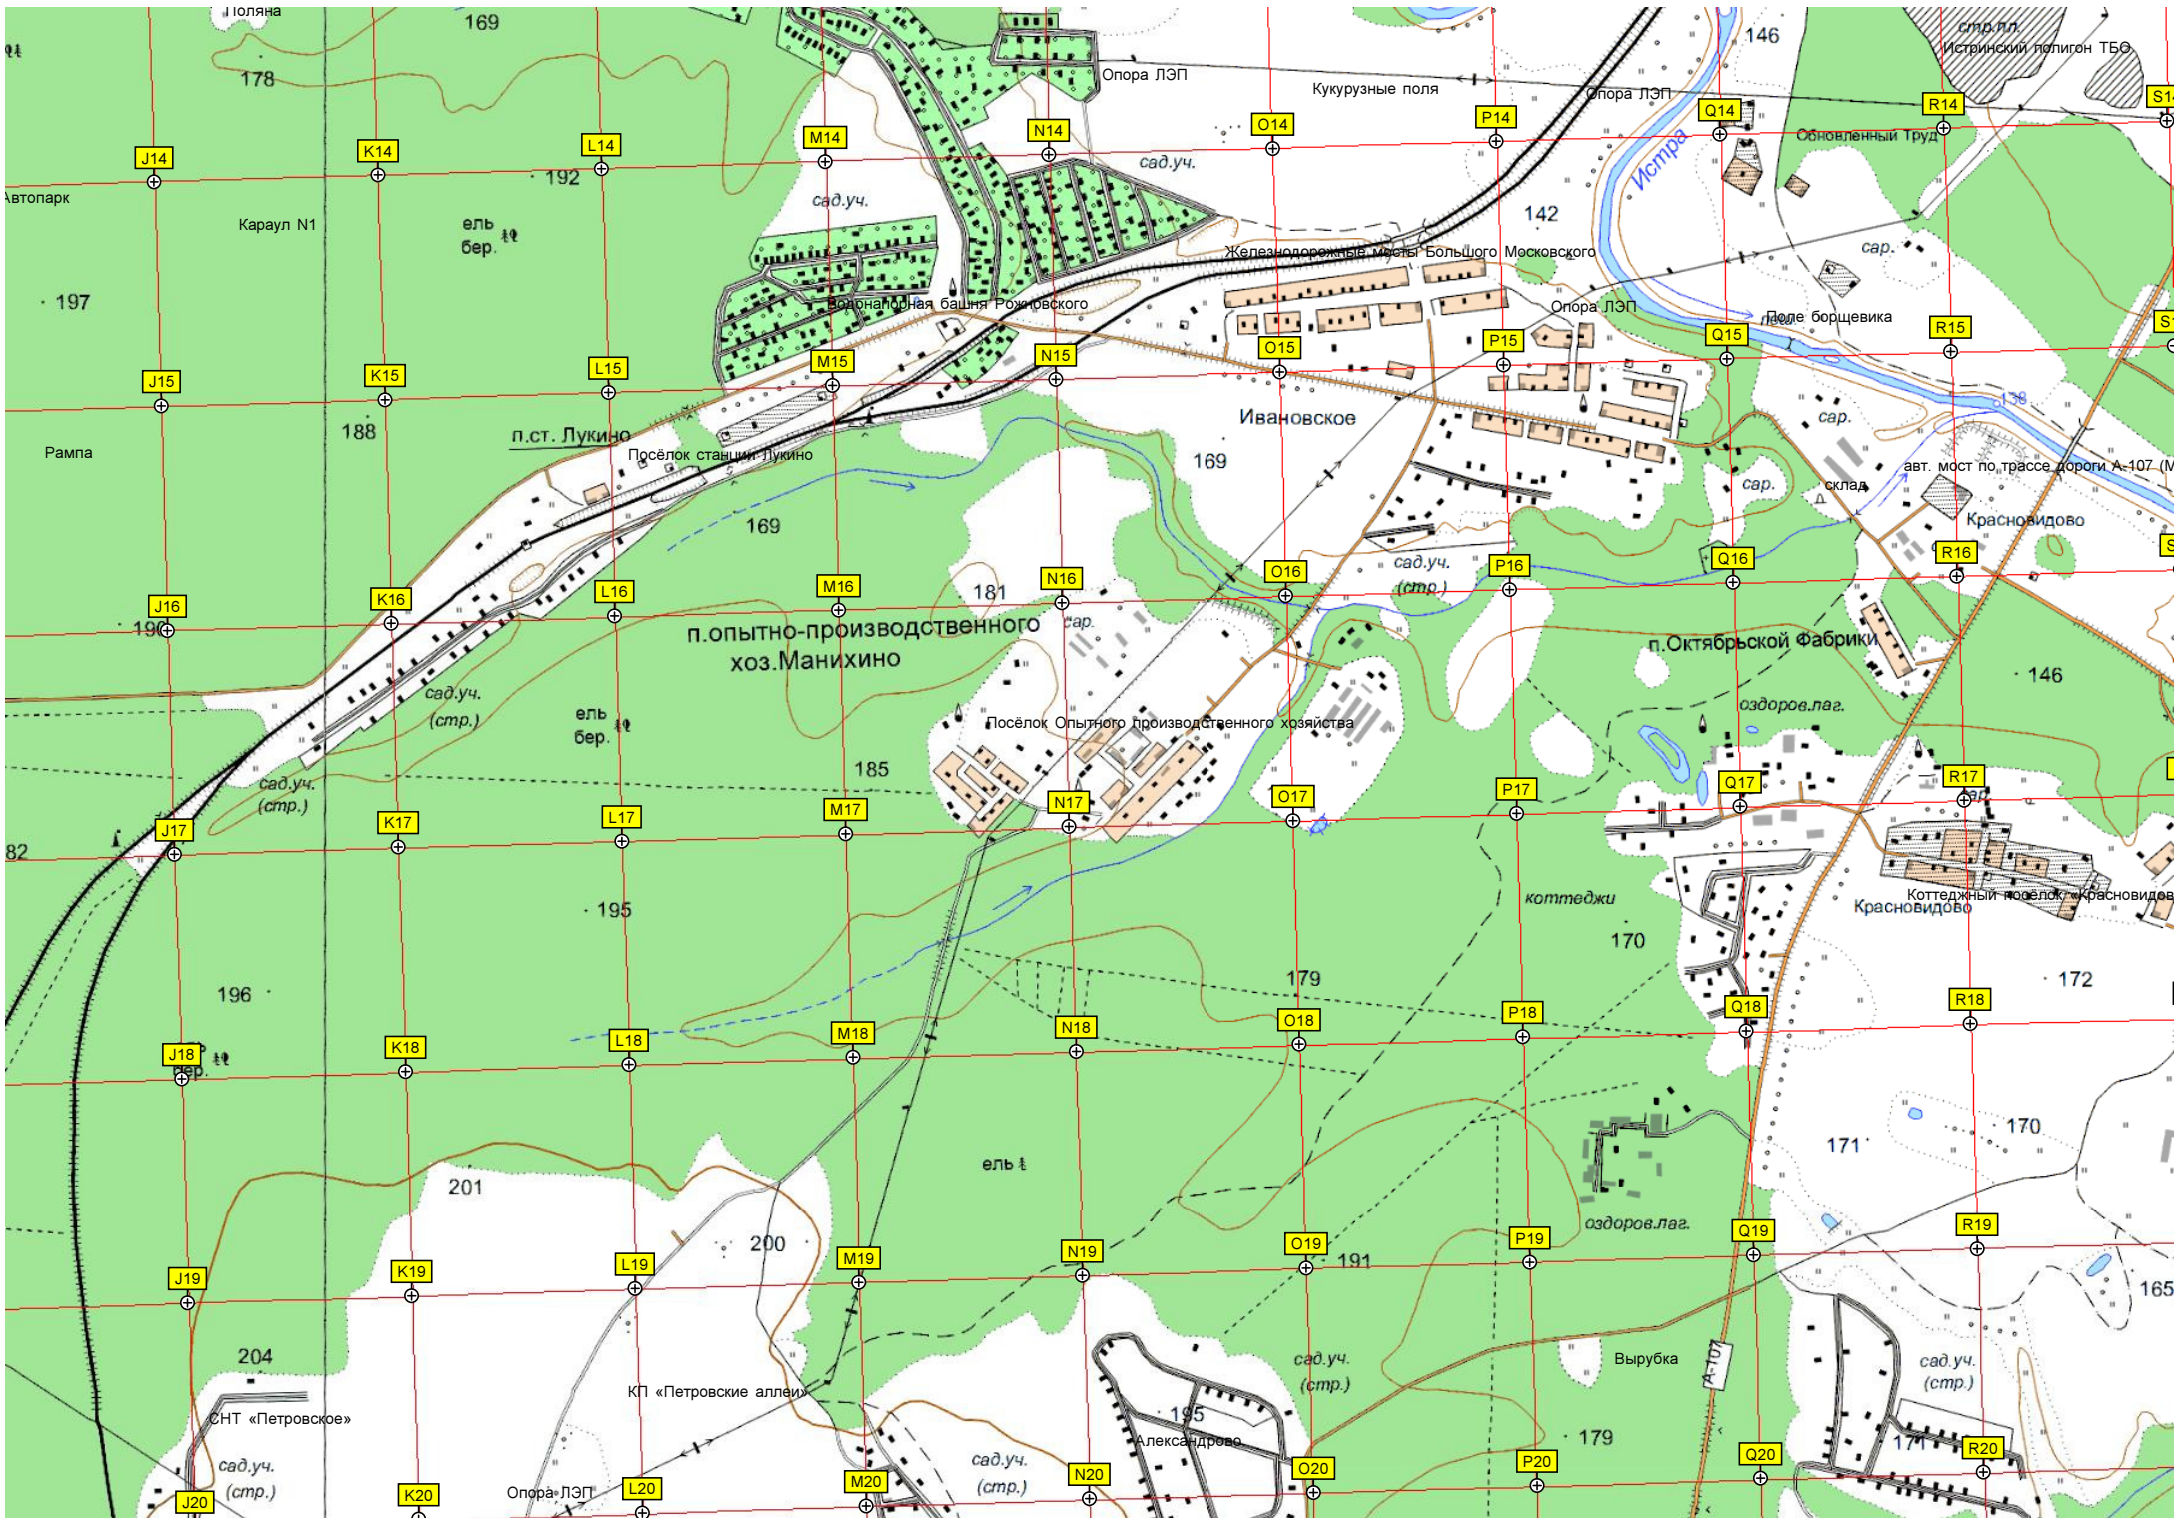 Поляна
169
146
стр.пл.
Истринский полигон ТБО
178
Опора ЛЭП
Кукурузные поля
Опора ЛЭП
J14
K14
L14
M14
N14
O14
P14
Q14
R14
S14
Обновленный Труд
Истра
сад.уч.
192
сад.уч.
Автопарк
Караул N1
ель
бер.
142
сар.
Железнодорожные мосты Большого Московского
197
Водонапорная башня Рожновского
Опора ЛЭП
Поле борщевика
J15
K15
L15
M15
N15
O15
P15
Q15
R15
138
188
п.ст. Лукино
Ивановское
сар.
Рампа
Посёлок станции Лукино
169
сар.
склад
авт. мост по трассе дороги А-107 (М
169
Красновидово
181
сад.уч.
(стр.)
J16
K16
L16
M16
N16
O16
P16
Q16
R16
190
п.опытно-производственного
хоз.Манихино
сар.
п.Октябрьской Фабрики
146
сад.уч.
(стр.)
ель
бер.
Посёлок Опытного производственного хозяйства
оздоров.лаг.
185
сад.уч.
(стр.)
J17
K17
L17
M17
N17
O17
P17
Q17
R17
82
195
коттеджи
170
Красновидово
Коттеджный посёлок «Красновидов
196
179
172
J18
K18
L18
M18
N18
O18
P18
Q18
R18
бер.
171
170
ель
201
200
оздоров.лаг.
J19
K19
L19
M19
N19
O19
P19
Q19
R19
191
165
204
КП «Петровские аллеи»
сад.уч.
(стр.)
Вырубка
А-107
сад.уч.
(стр.)
СНТ «Петровское»
195
Александрово
179
171
сад.уч.
(стр.)
сад.уч.
(стр.)
Опора ЛЭП
J20
K20
L20
M20
N20
O20
P20
Q20
R20